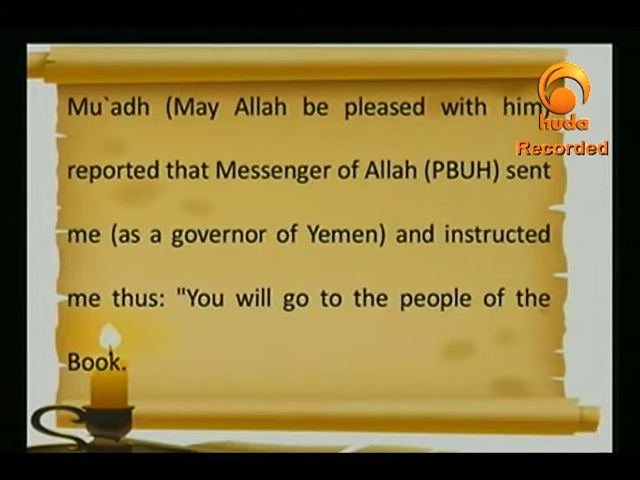 Mu`adh (May Allah be pleased with him)
reported that Messenger of Allah (PBUH) sent
me (as a governor of Yemen) and instructed
me thus: "You will go to the people of the
Book.
huda
Recorded